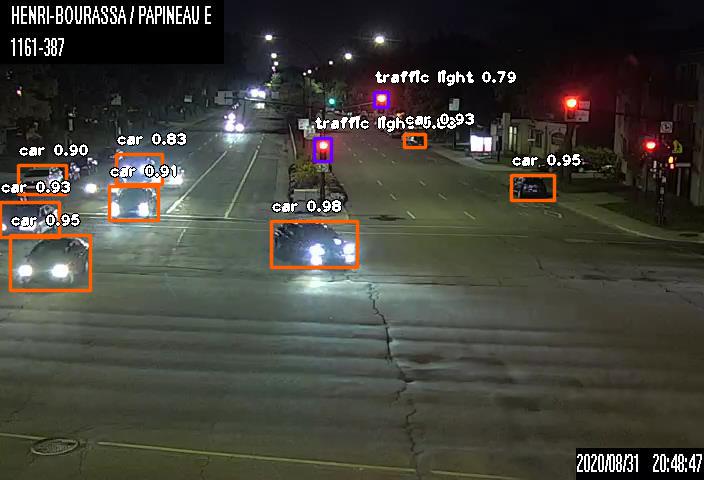 HENRI-BOURASSA / PAPINEAU E
1161-387
traffic light 0.79
traffic light
car 0.93
car 0.83
car 0.90
car 0.91
car 0.95
car 0.93
car 0.98
car 0.95
2020/08/31 20:48:47